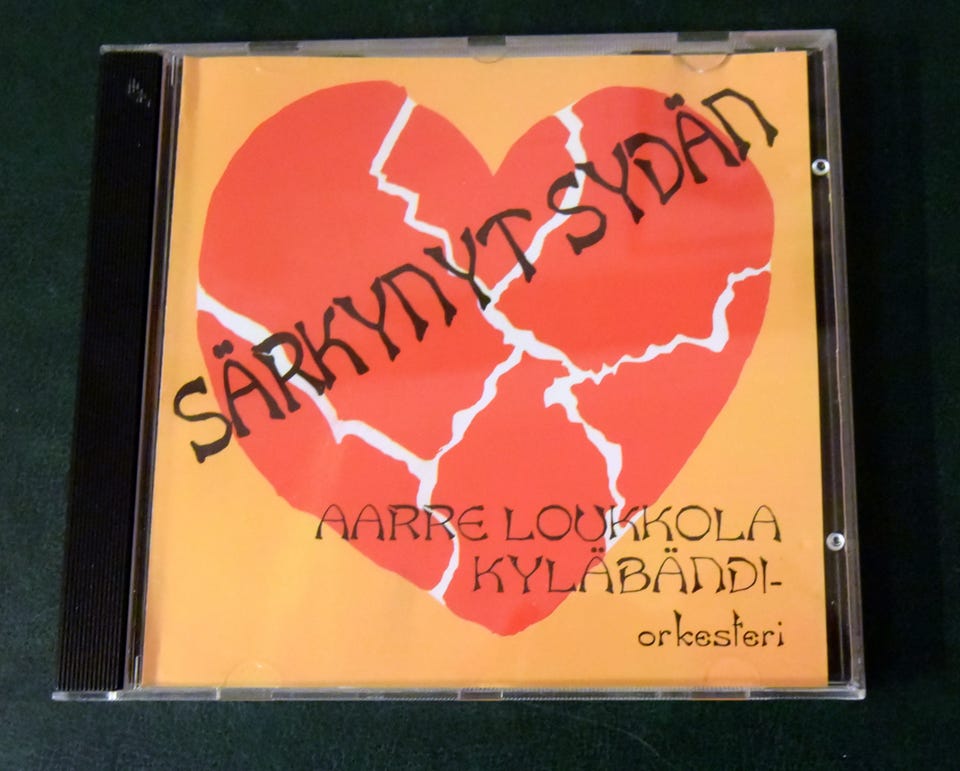 SÄRKYNYT SYDÄN
AARRE LOUKKOLA
KYLÄBÄNDI-
orkesteri